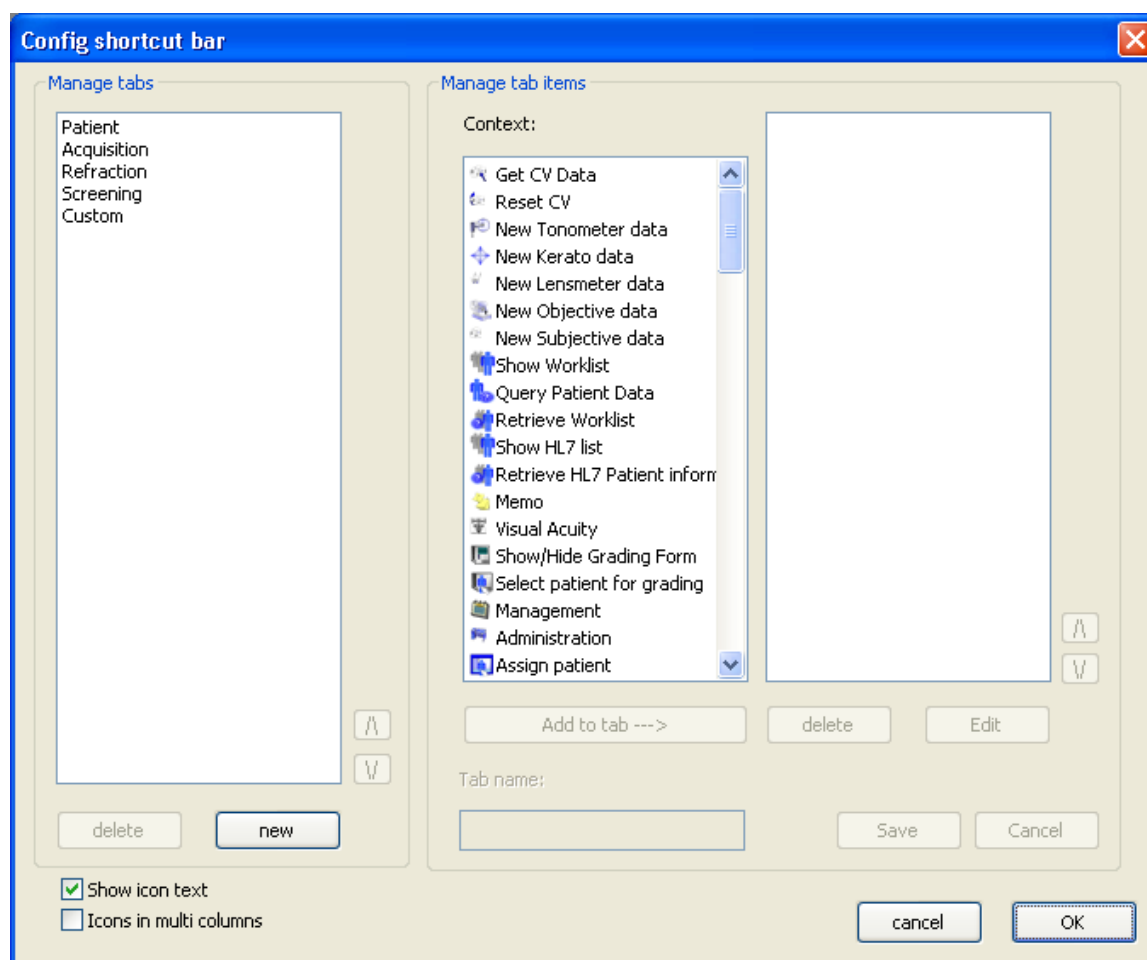 Config shortcut bar
Manage tabs
Patient
Acquisition
Refraction
Screening
Custom
/\
\/
delete
new
Manage tab items
Context:
Get CV Data
Reset CV
New Tonometer data
New Kerato data
New Lensmeter data
New Objective data
New Subjective data
Show Worklist
Query Patient Data
Retrieve Worklist
Show HL7 list
Retrieve HL7 Patient inform
Memo
Visual Acuity
Show/Hide Grading Form
Select patient for grading
Management
Administration
Assign patient
/\
\/
Add to tab --->
delete
Edit
Tab name:
Save
Cancel
Show icon text
Icons in multi columns
cancel
OK